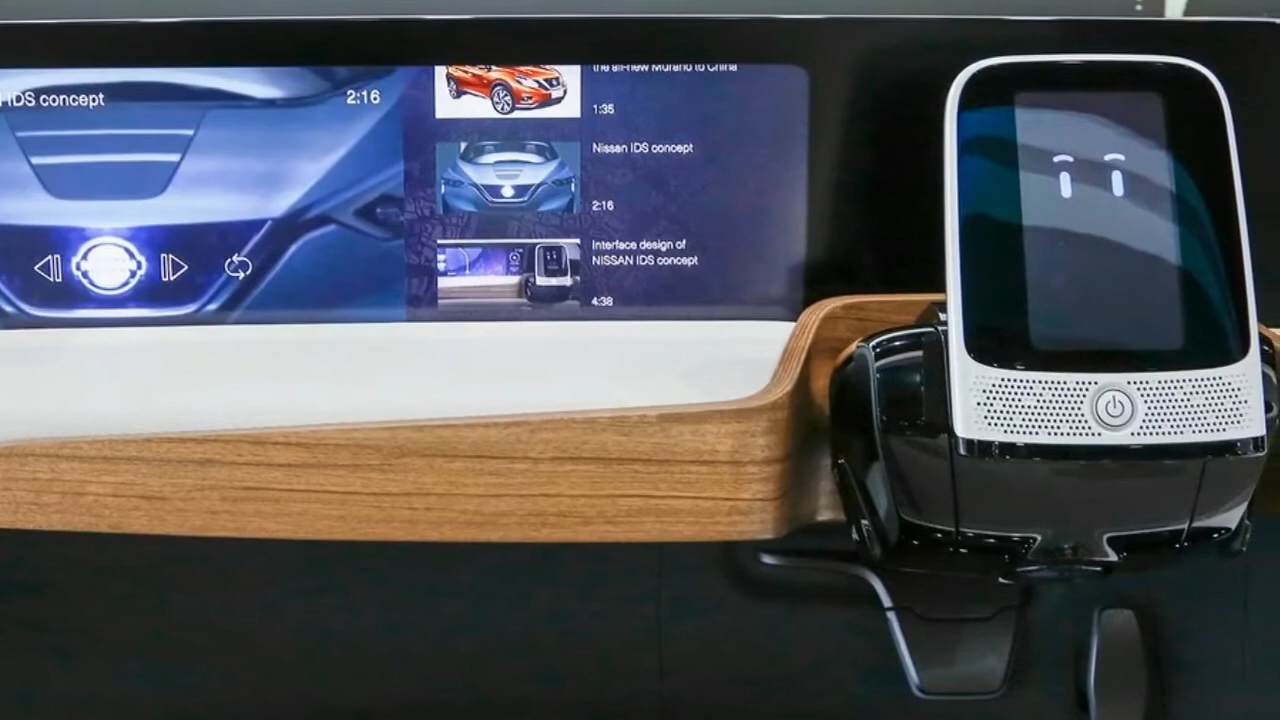 IDS concept
2:16
the all-new Murano to China
1:35
Nissan IDS concept
2:16
Interface design of
NISSAN IDS concept
4:38